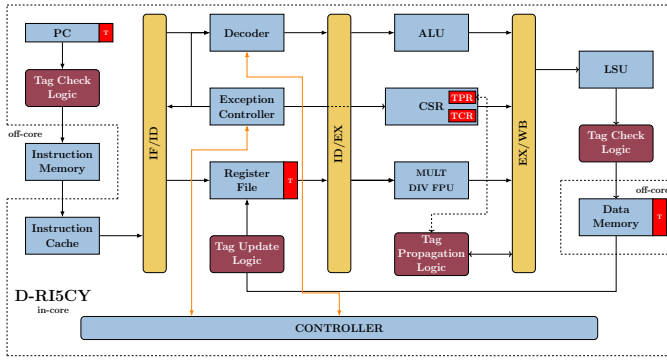 PC
T
Tag Check
Logic
off-core
Instruction
Memory
Instruction
Cache
IF/ID
Decoder
Exception
Controller
Register
File
T
Tag Update
Logic
ID/EX
ALU
CSR
TPR
TCR
MULT
DIV FPU
Tag
Propagation
Logic
EX/WB
LSU
Tag Check
Logic
off-core
Data
Memory
T
D-RI5CY
in-core
CONTROLLER